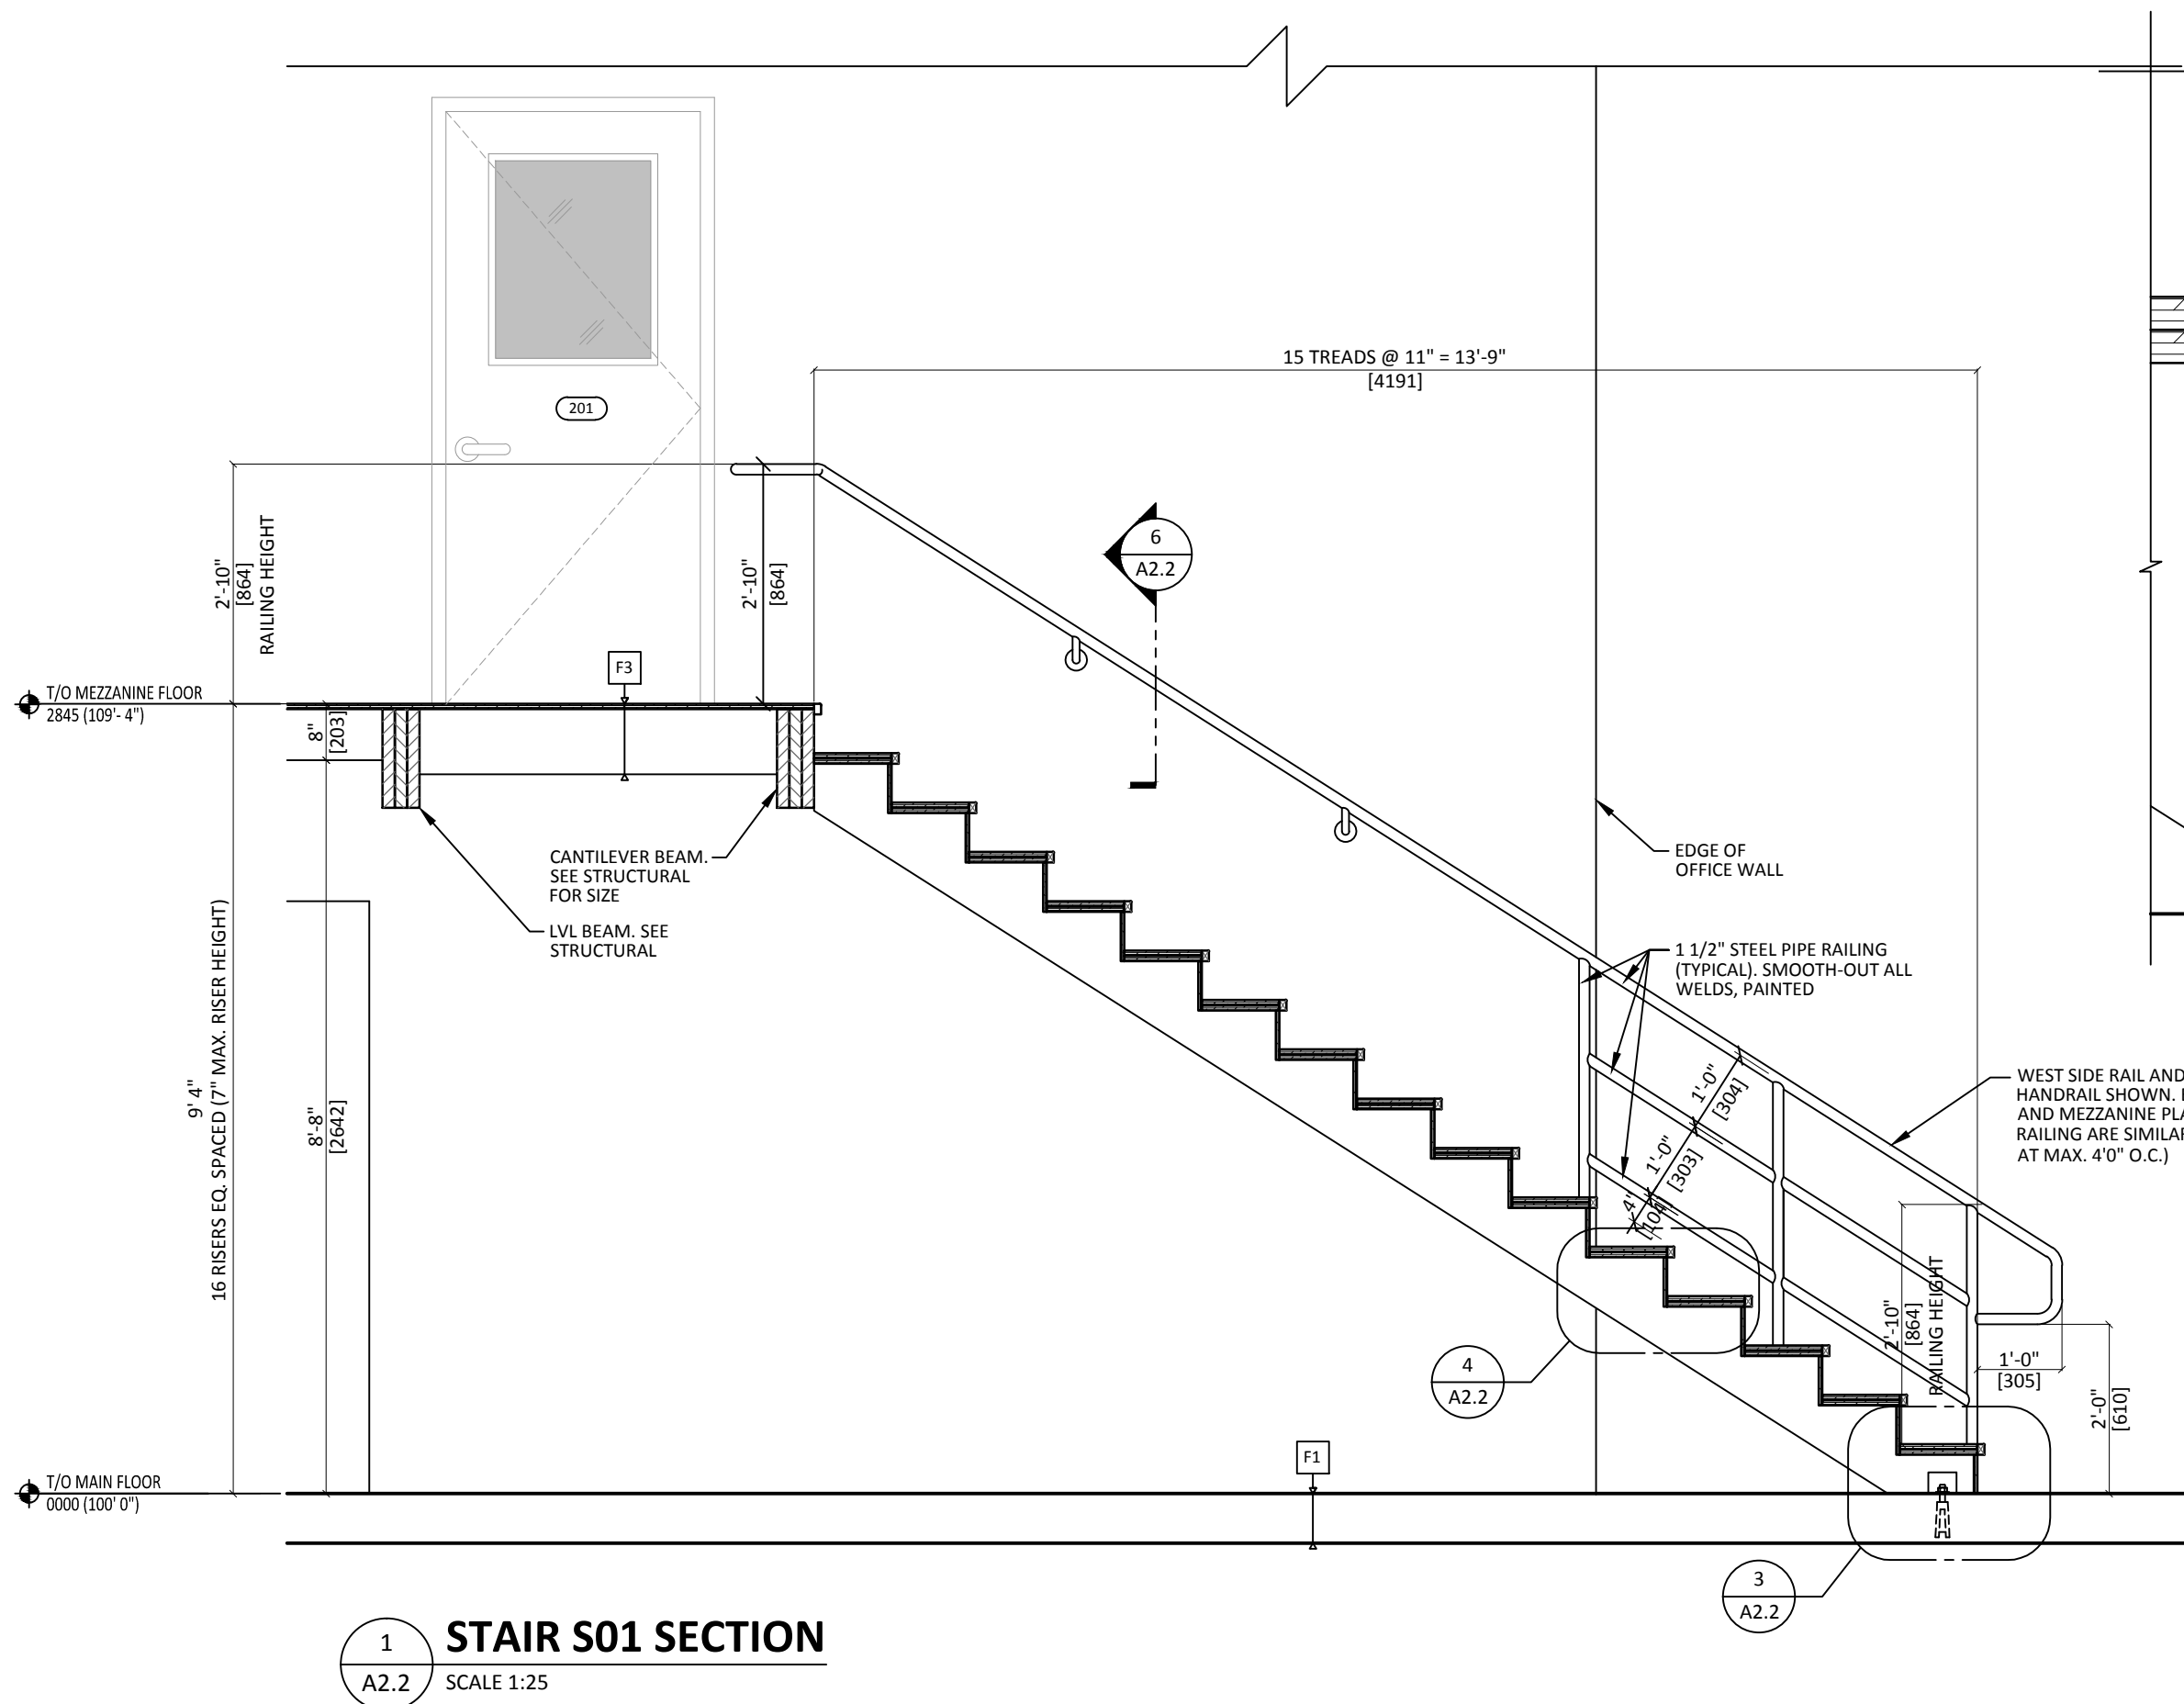 15 TREADS @ 11" = 13'-9"
[4191]
201
6
A2.2
2'-10"
[864]
RAILING HEIGHT
2'-10"
[864]
F3
T/O MEZZANINE FLOOR
2845 (109'- 4")
8"
[203]
CANTILEVER BEAM.
SEE STRUCTURAL
FOR SIZE
LVL BEAM. SEE
STRUCTURAL
EDGE OF
OFFICE WALL
1 1/2" STEEL PIPE RAILING
(TYPICAL). SMOOTH-OUT ALL
WELDS, PAINTED
9' 4"
16 RISERS EQ. SPACED (7" MAX. RISER HEIGHT)
8'-8"
[2642]
1'-0"
[304]
1'-0"
[303]
4"
[104]
WEST SIDE RAIL AND
HANDRAIL SHOWN.
AND MEZZANINE PLA
RAILING ARE SIMILAR
AT MAX. 4'0" O.C.)
2'-10"
[864]
RAILING HEIGHT
1'-0"
[305]
2'-0"
[610]
4
A2.2
F1
T/O MAIN FLOOR
0000 (100' 0")
3
A2.2
1
A2.2
STAIR S01 SECTION
SCALE 1:25